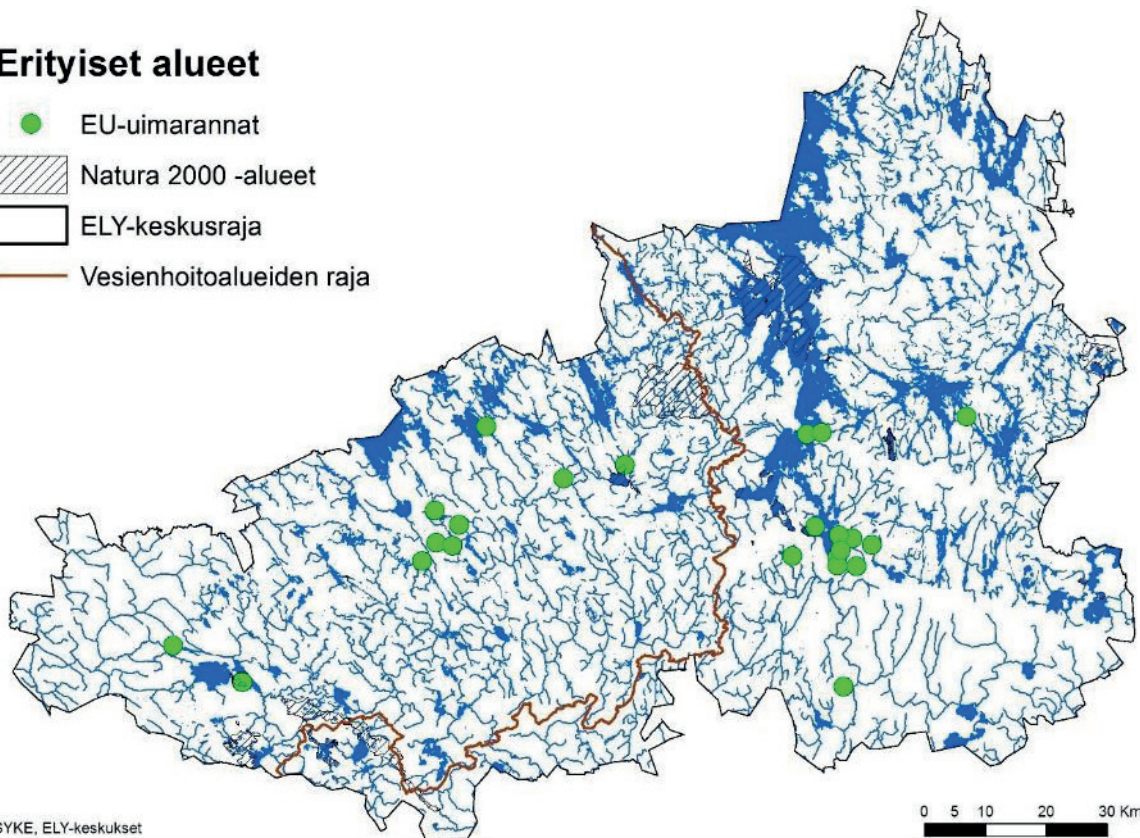 Erityiset alueet
EU-uimarannat
Natura 2000 -alueet
ELY-keskusraja
Vesienhoitoalueiden raja
SYKE, ELY-keskukset
0 5 10 20 30 Km